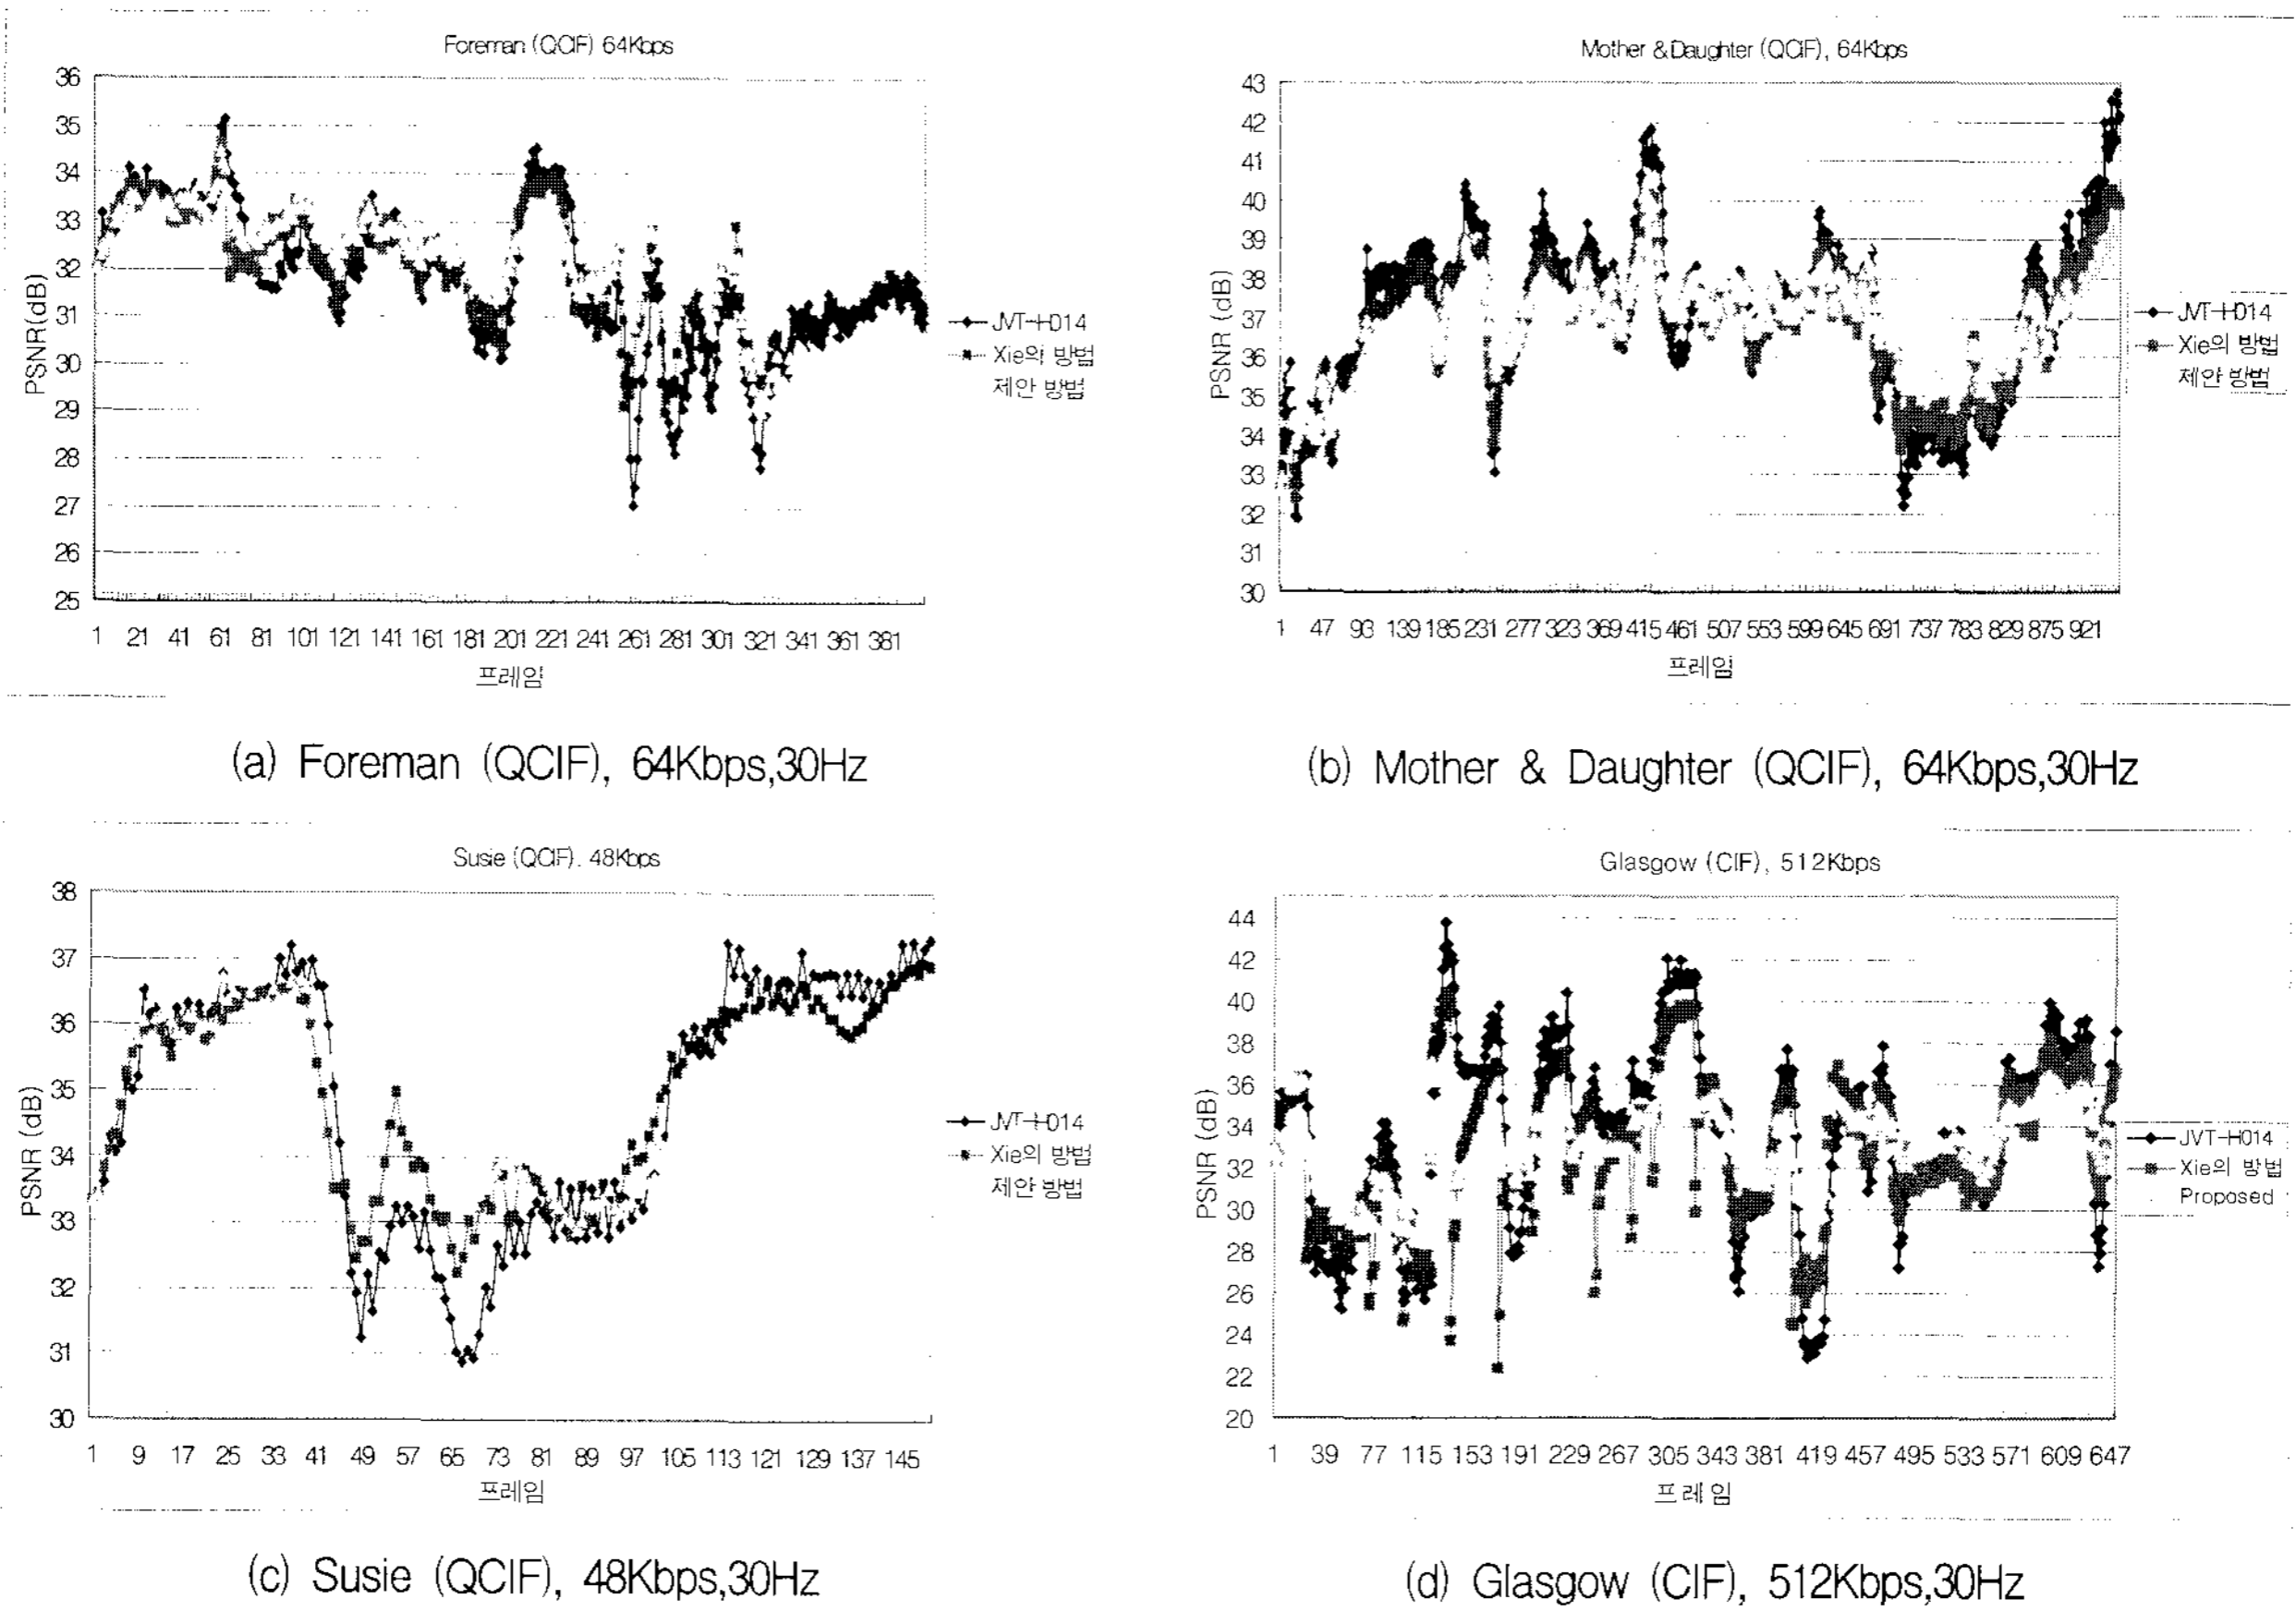 Foreman (QCIF) 64Kbps
36
35
34
33
32
31
30
29
28
27
26
25
PSNR(dB)
1 21 41 61 81 101 121 141 161 181 201 221 241 261 281 301 321 341 361 381
프레임
JVT-H014
Xie의 방법
제안 방법
(a) Foreman (QCIF), 64Kbps,30Hz
Mother & Daughter (QCIF), 64Kbps
43
42
41
40
39
38
37
36
35
34
33
32
31
30
PSNR (dB)
1 47 93 139 185 231 277 323 369 415 461 507 553 599 645 691 737 783 829 875 921
프레임
JVT-H014
Xie의 방법
제안 방법
(b) Mother & Daughter (QCIF), 64Kbps,30Hz
Susie (QCIF). 48Kbps
38
37
36
35
34
33
32
31
30
PSNR (dB)
1 9 17 25 33 41 49 57 65 73 81 89 97 105 113 121 129 137 145
프레임
JVT-H014
Xie의 방법
제안 방법
(c) Susie (QCIF), 48Kbps,30Hz
Glasgow (CIF), 512Kbps
44
42
40
38
36
34
32
30
28
26
24
22
20
PSNR (dB)
1 39 77 115 153 191 229 267 305 343 381 419 457 495 533 571 609 647
프레임
JVT-H014
Xie의 방법
Proposed
(d) Glasgow (CIF), 512Kbps,30Hz